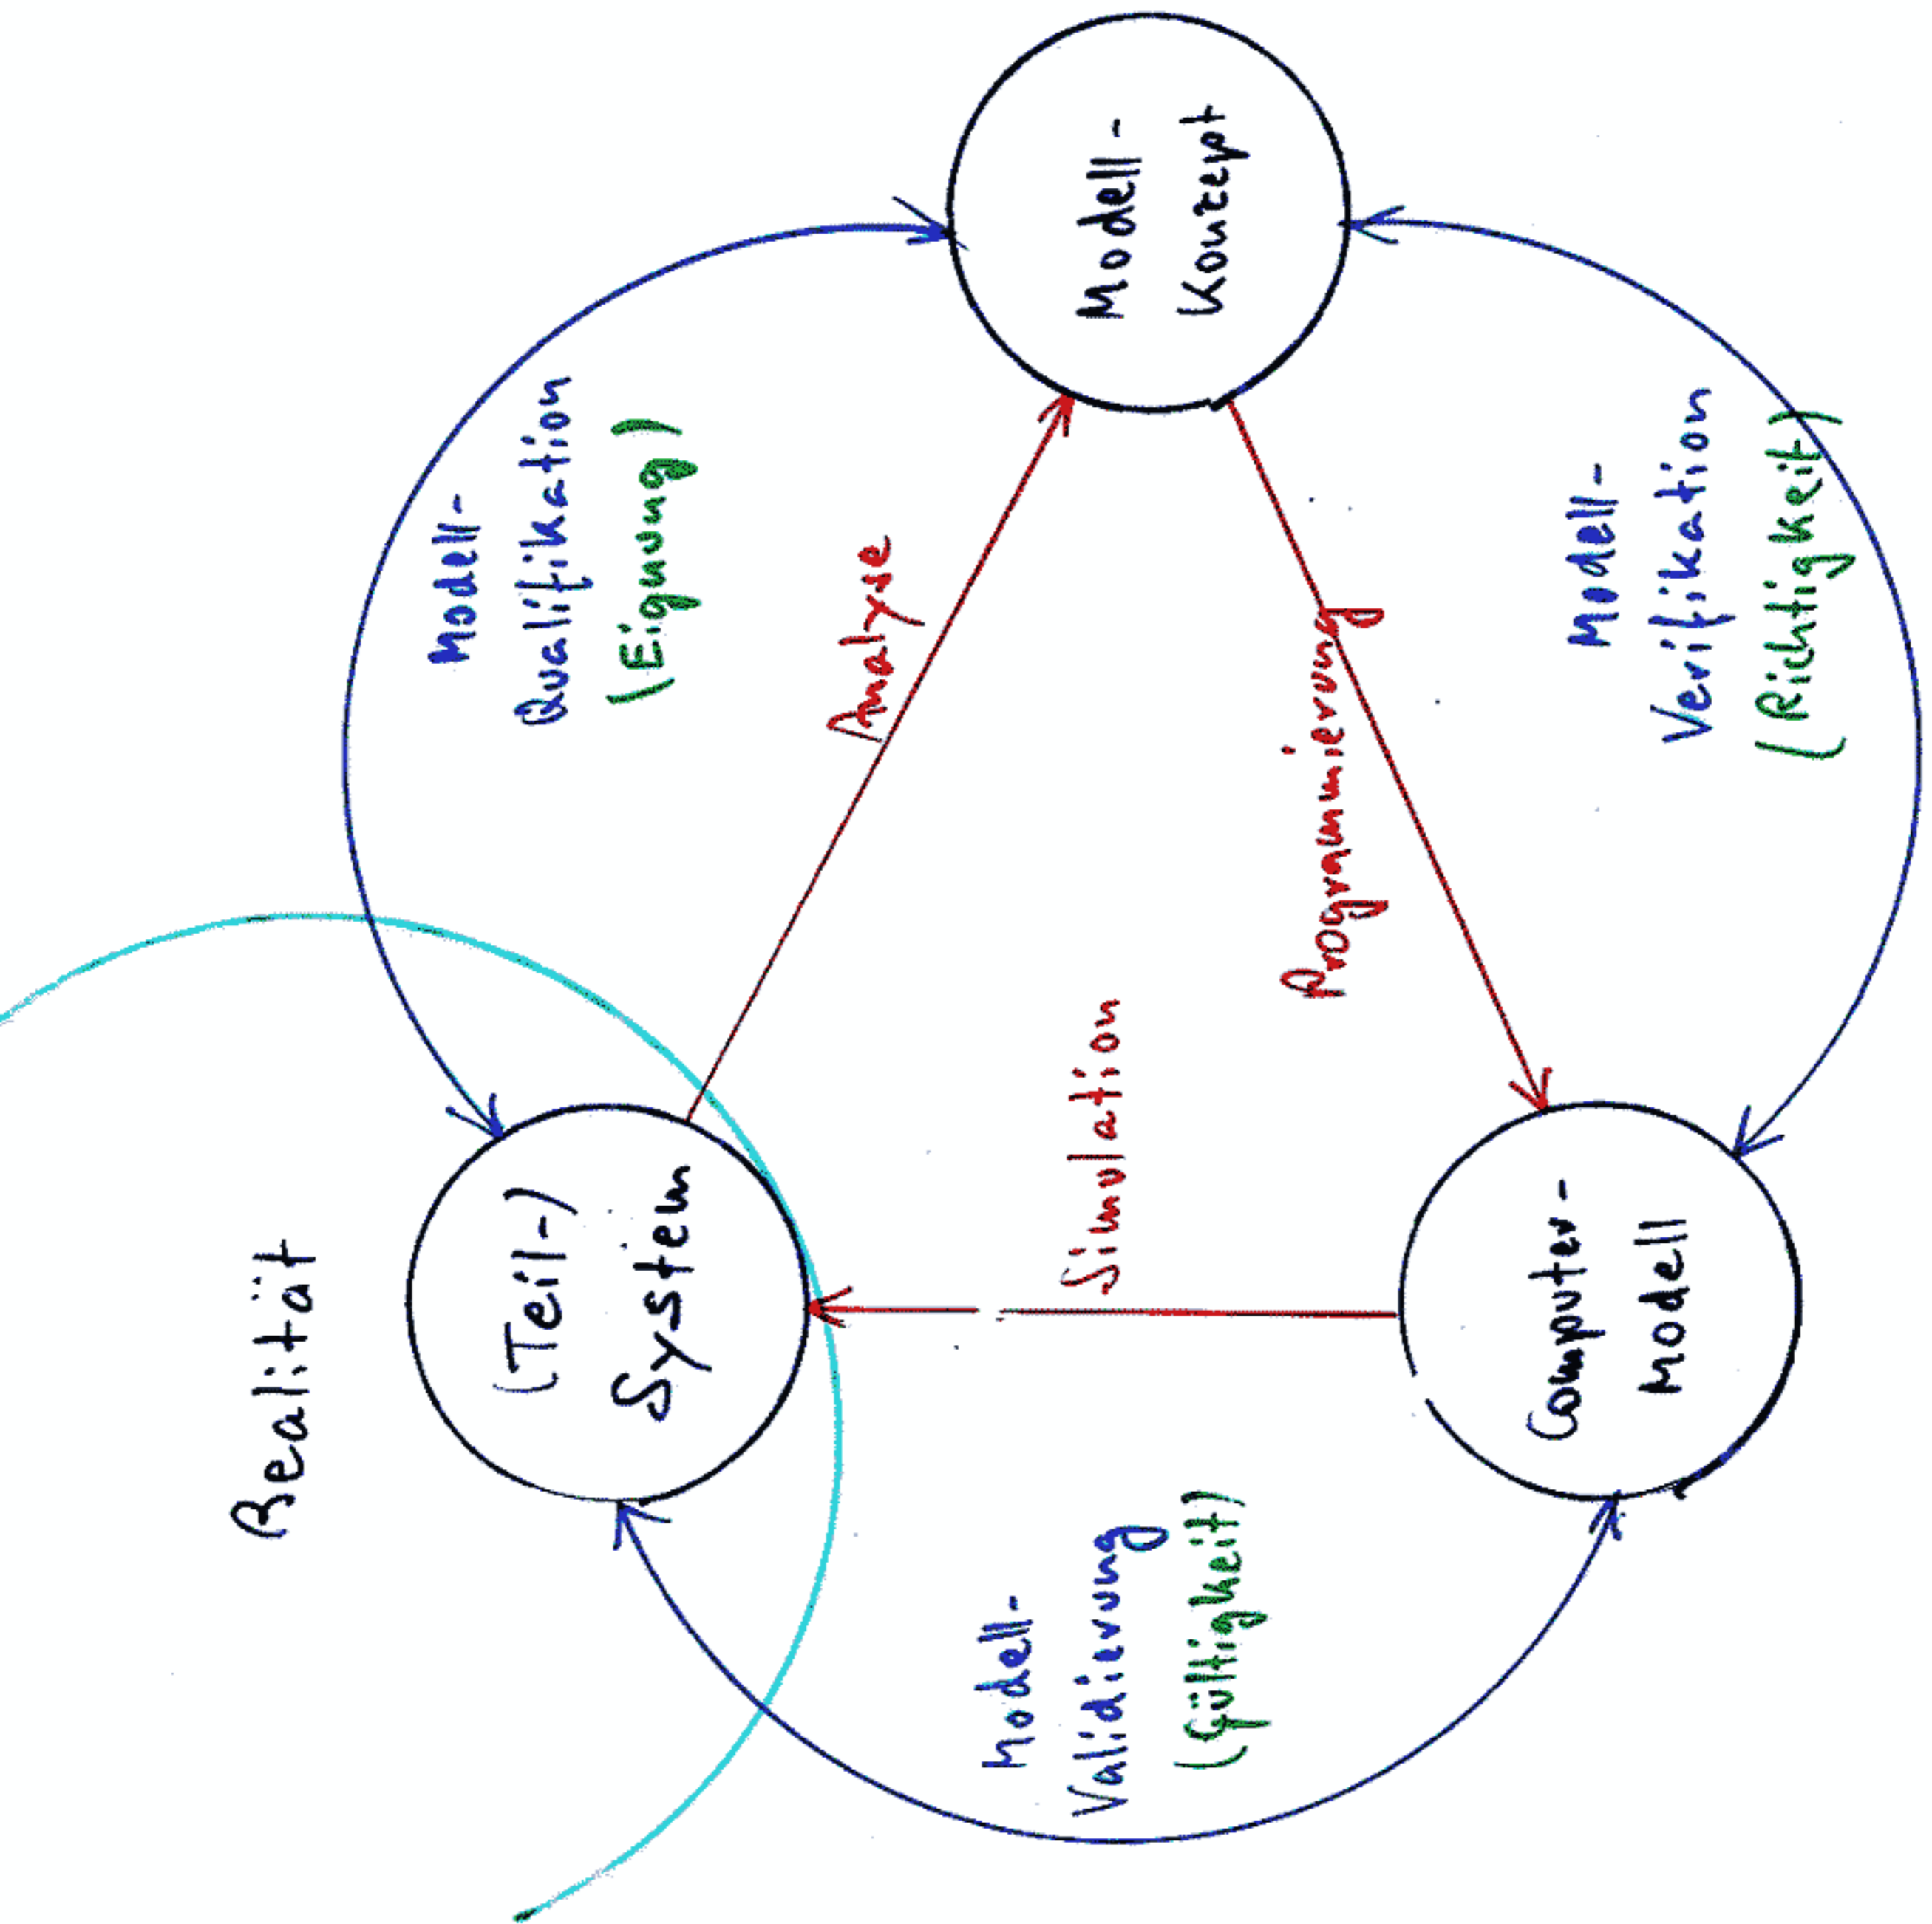 Realität
(Teil-)
System
Modell-
Qualifikation
(Eignung)
Analyse
Modell-
Konzept
Simulation
Programmierung
Modell-
Validierung
(Gültigkeit)
Computer-
Modell
Modell-
Verifikation
(Richtigkeit)